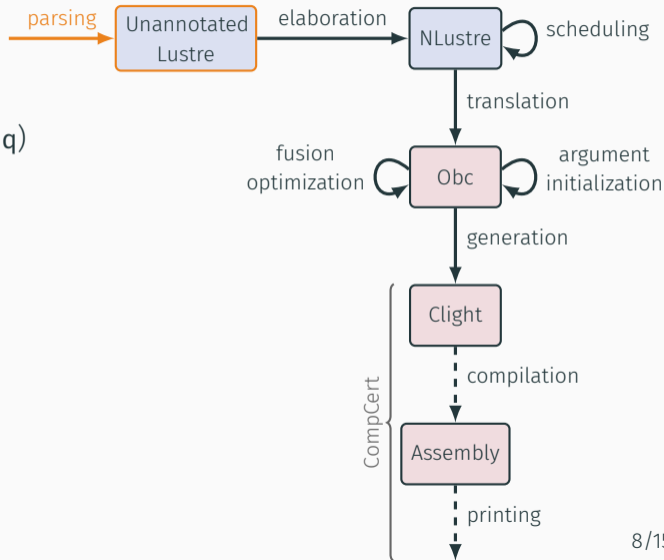 parsing
Unannotated
Lustre
elaboration
NLustre
scheduling
translation
q)
fusion
optimization
Obc
argument
initialization
generation
Clight
CompCert
compilation
Assembly
printing
8/15